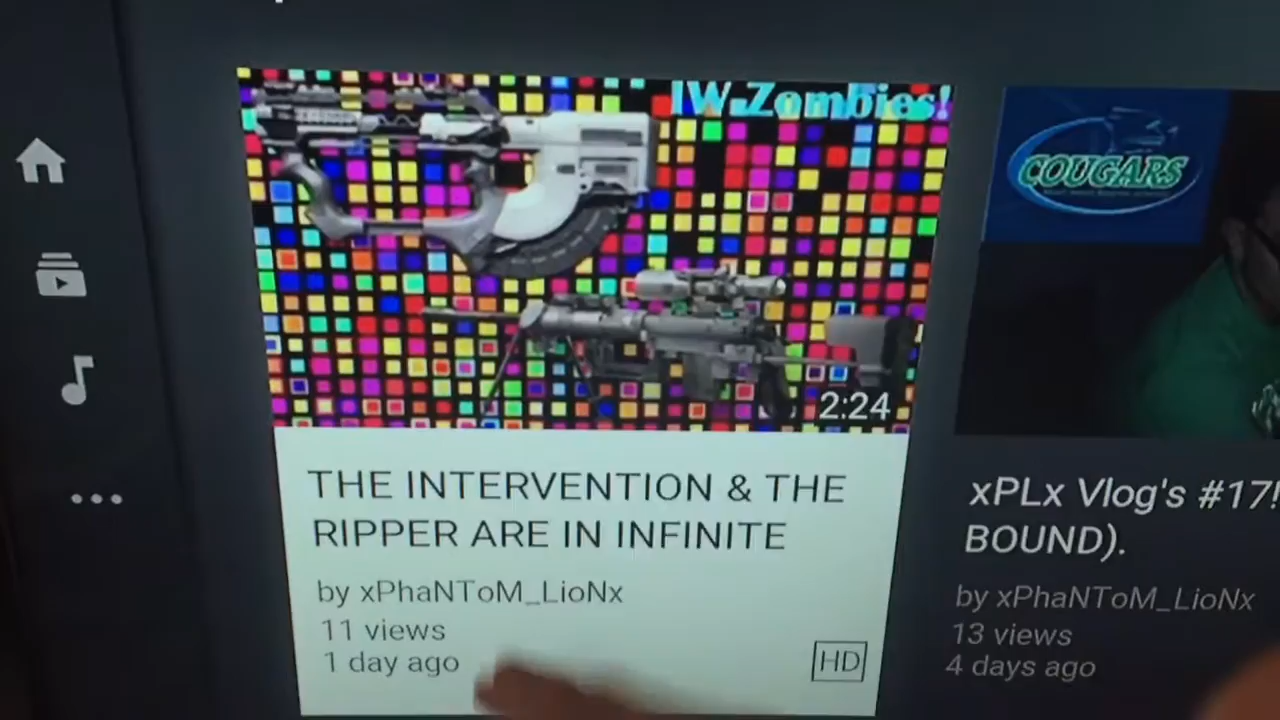 IW Zombies!
COUGARS
2:24
THE INTERVENTION & THE
RIPPER ARE IN INFINITE
by xPhaNToM_LioNx
11 views
1 day ago
HD
xPLx Vlog's #17!
BOUND).
by xPhaNToM_LioNx
13 views
4 days ago